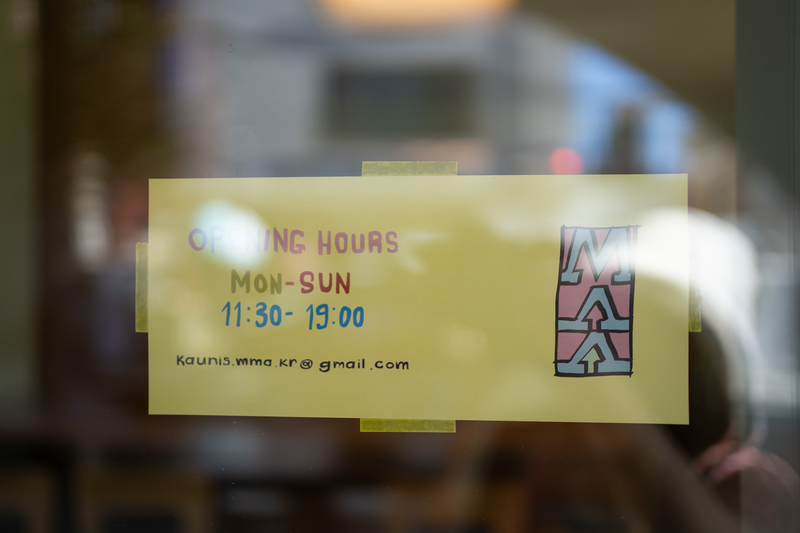 OPENING HOURS
MON-SUN
11:30- 19:00
kaunis.mma.kr@gmail.com
M